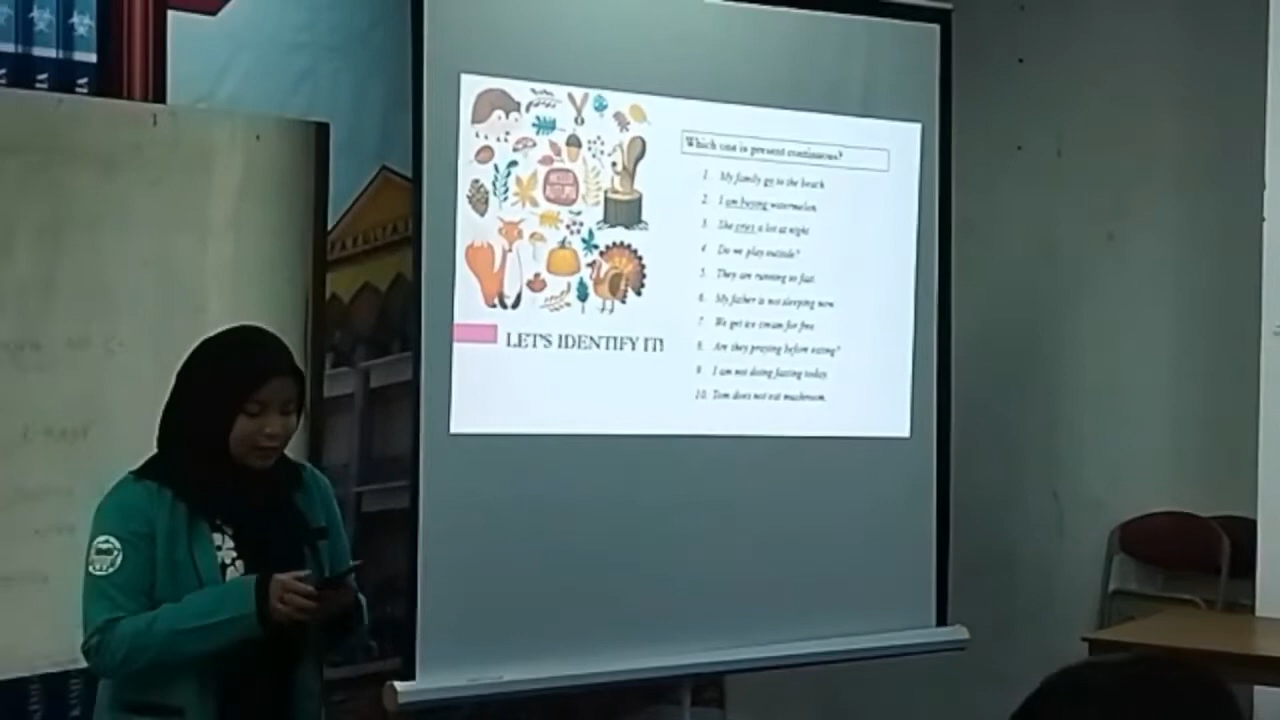 FAKULTAS
Which one is present continuous?
1. My family go to the beach
2. I am buying watermelon.
3. She cries a lot at night
4. Do we play outside?
5. They are running so fast.
6. My father is not sleeping now.
7. We get ice cream for free
8. Are they praying before eating?
9. I am not doing fasting today.
10. Tom does not eat mushroom.
LET'S IDENTIFY IT!